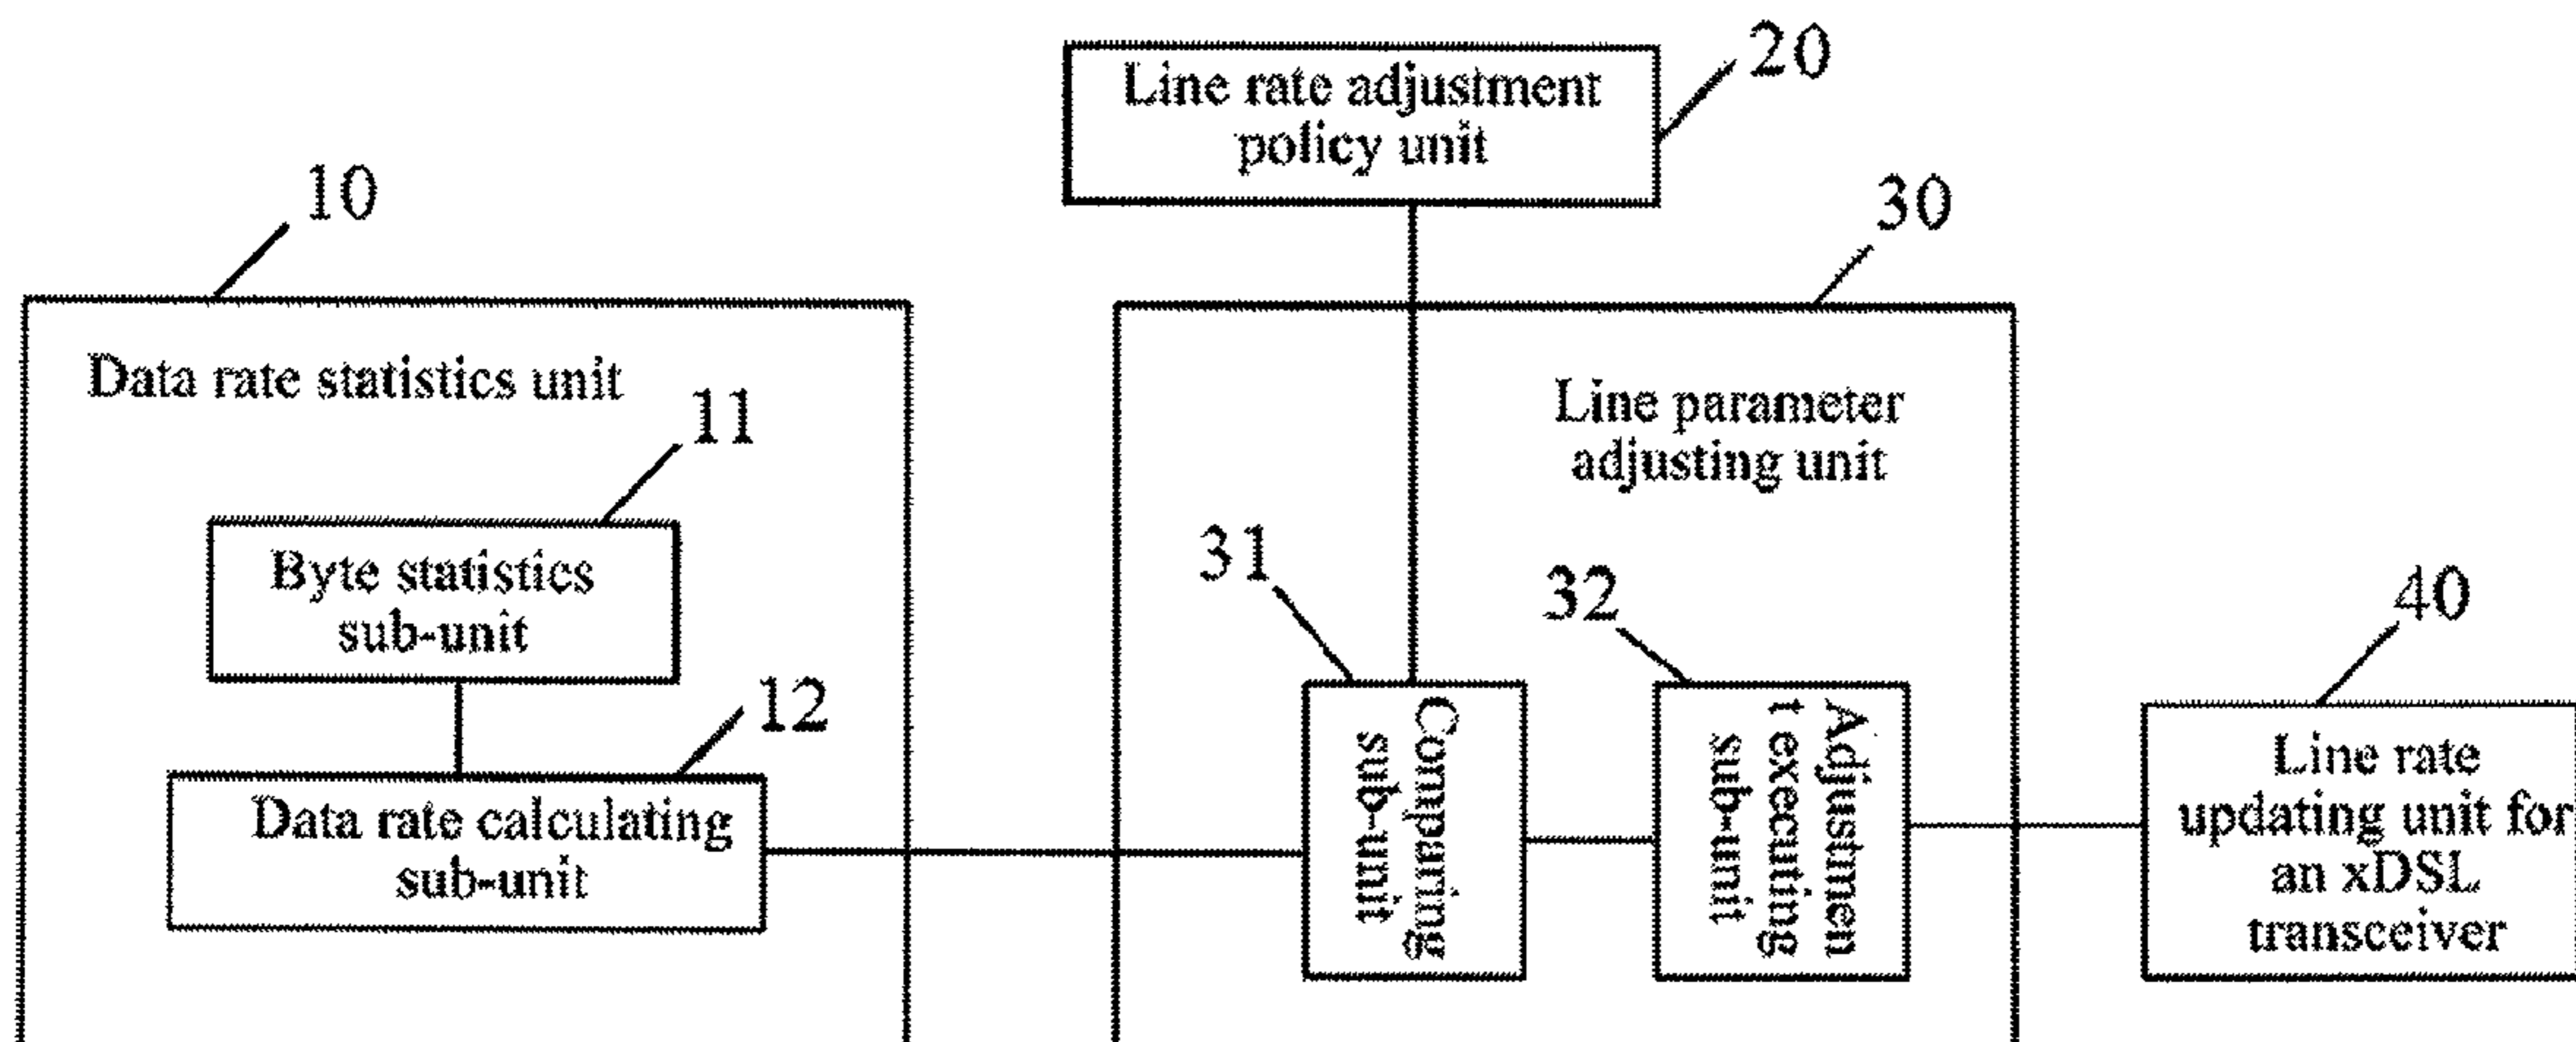 Line rate adjustment
policy unit
20
10
30
Data rate statistics unit
11
Line parameter
adjusting unit
Byte statistics
sub-unit
31
32
40
12
Data rate calculating
sub-unit
Comparing
sub-unit
Adjustmen
t executing
sub-unit
Line rate
updating unit for
an xDSL
transceiver